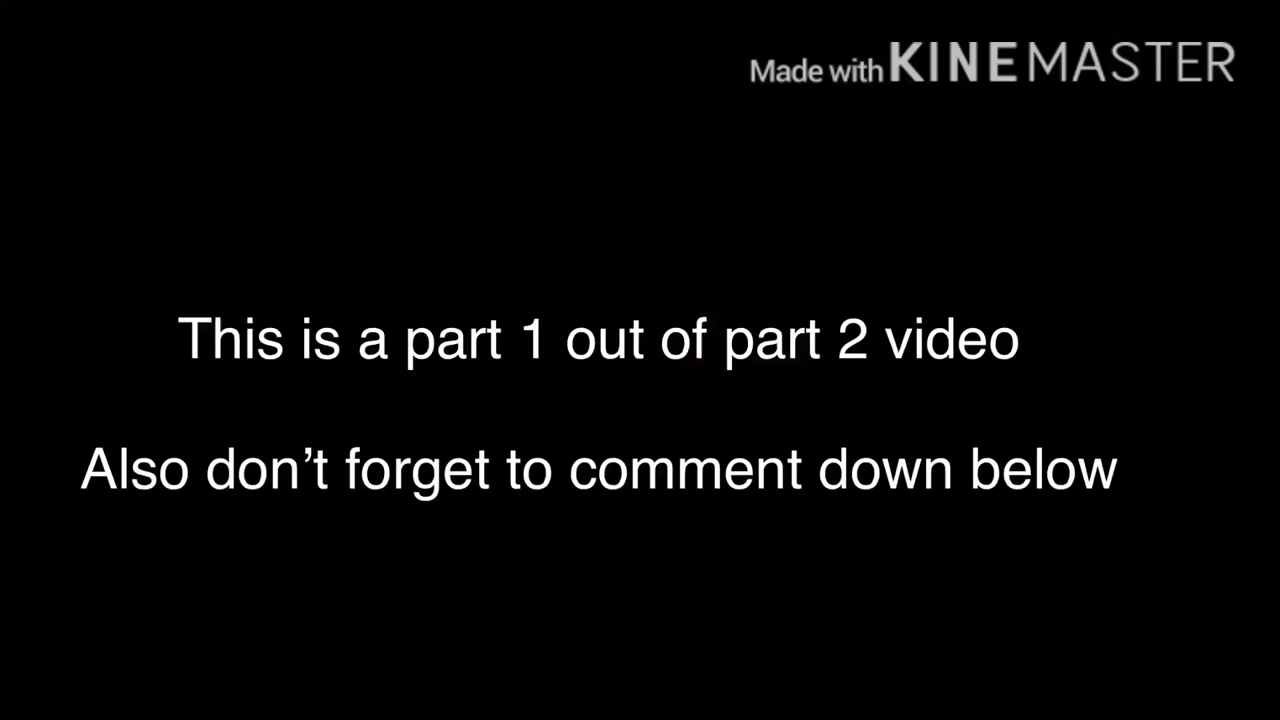 Made with KINEMASTER
This is a part 1 out of part 2 video
Also don’t forget to comment down below